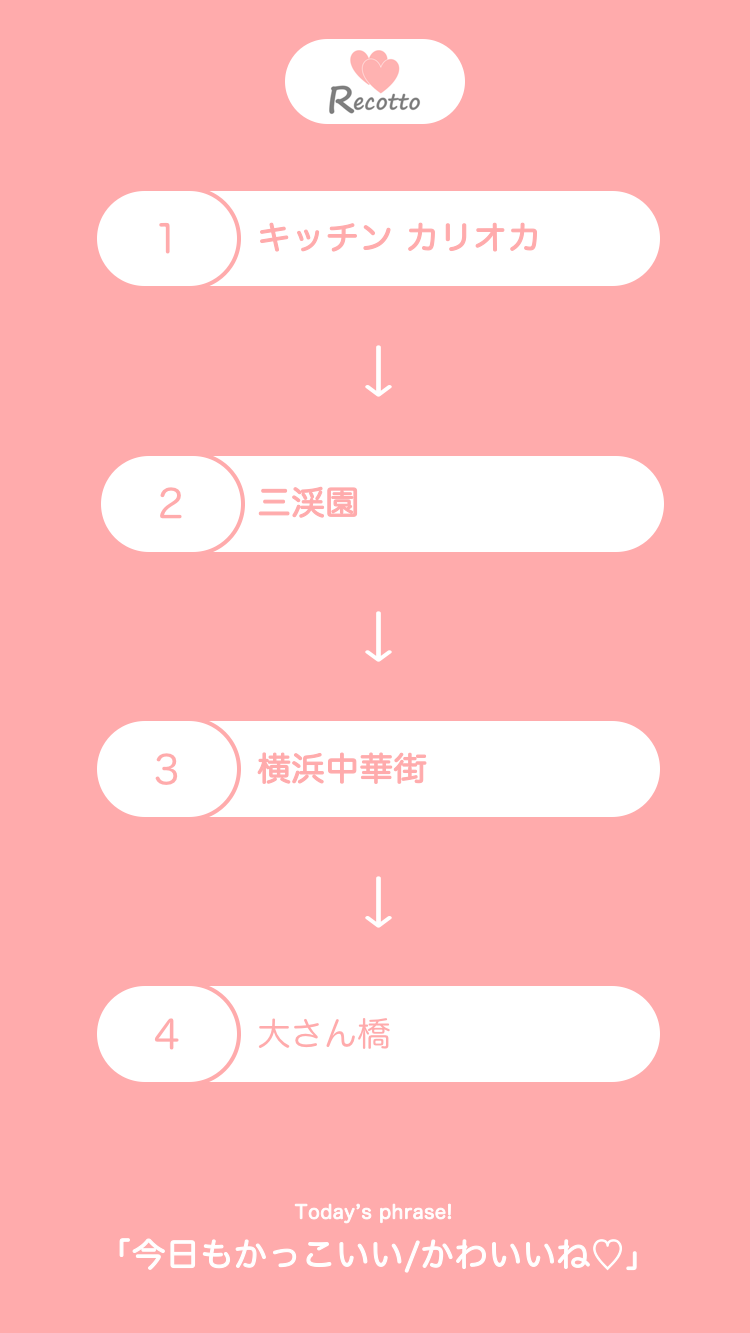 Recotto
1 キッチン カリオカ
↓
2 三渓園
↓
3 横浜中華街
↓
4 大さん橋
Today's phrase!
「今日もかっこいい/かわいいね♡」